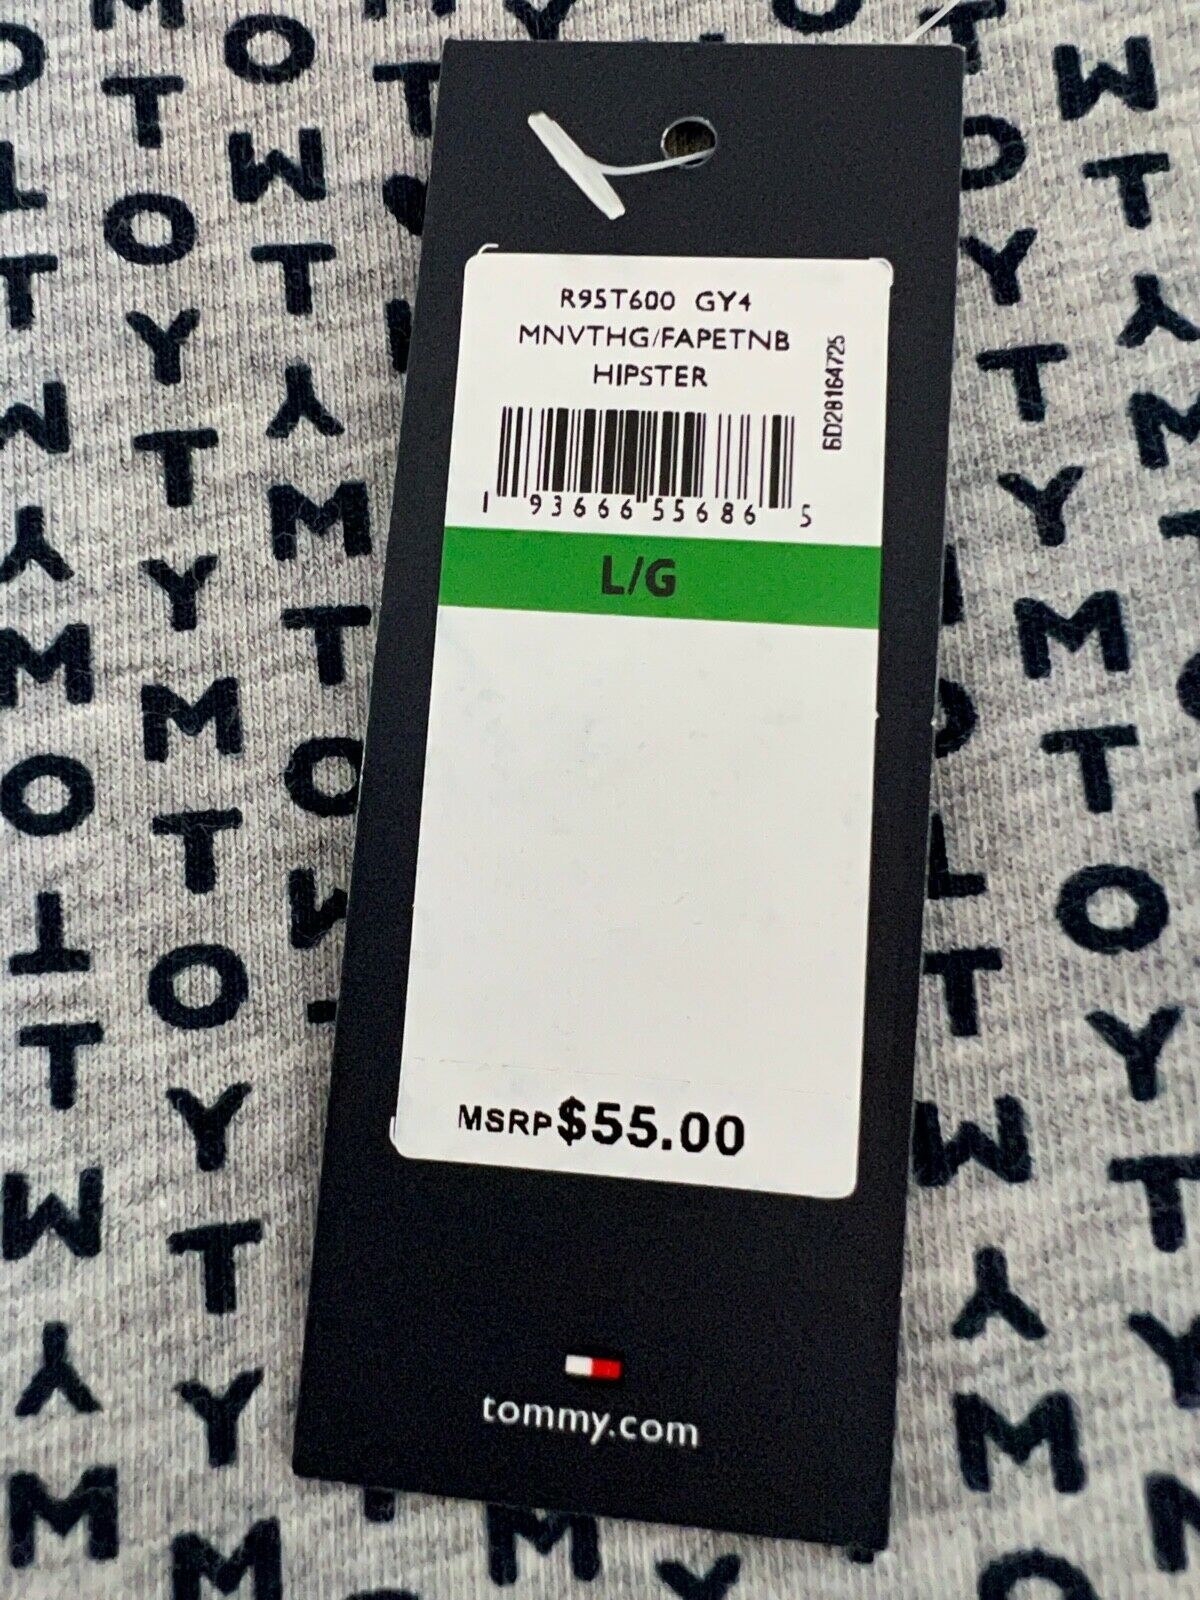 R95T600 GY4
MNVTHG/FAPETNB
HIPSTER
6D28164725
1 93666 55686 5
L/G
MSRP $55.00
tommy.com